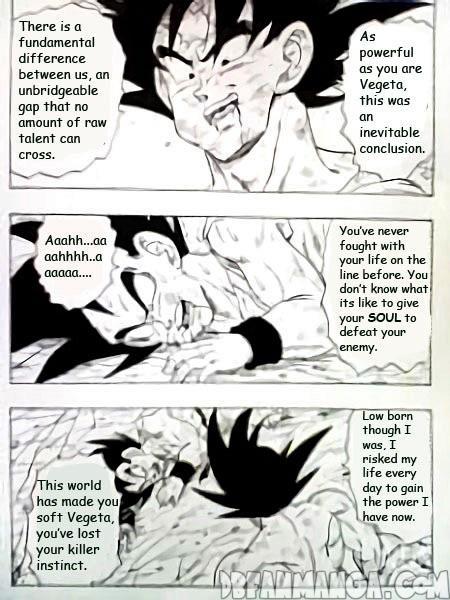 There is a
fundamental
difference
between us, an
unbridgeable
gap that no
amount of raw
talent can
cross.
As
powerful
as you are
Vegeta,
this was
an
inevitable
conclusion.
Aaahh...aa
aahhhh..a
aaaaa....
You've never
fought with
your life on
the line before. You
don't know what
its like to give
your SOUL to
defeat your
enemy.
Low born
though I
was, I
risked my
life every
day to gain
the power I
have now.
This world
has made you
soft Vegeta,
you've lost
your killer
instinct.
DBFANMANGA.COM